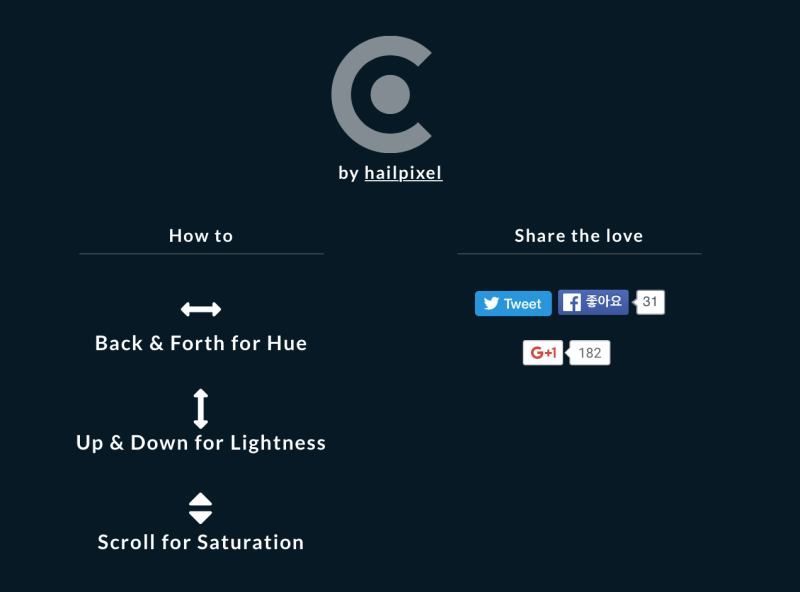 by hailpixel
How to
Back & Forth for Hue
Up & Down for Lightness
Scroll for Saturation
Share the love
Tweet
좋아요 31
G+1 182